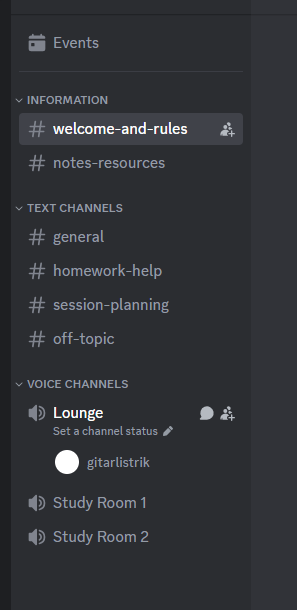 Events
INFORMATION
welcome-and-rules
notes-resources
TEXT CHANNELS
general
homework-help
session-planning
off-topic
VOICE CHANNELS
Lounge
Set a channel status
gitarlistrik
Study Room 1
Study Room 2